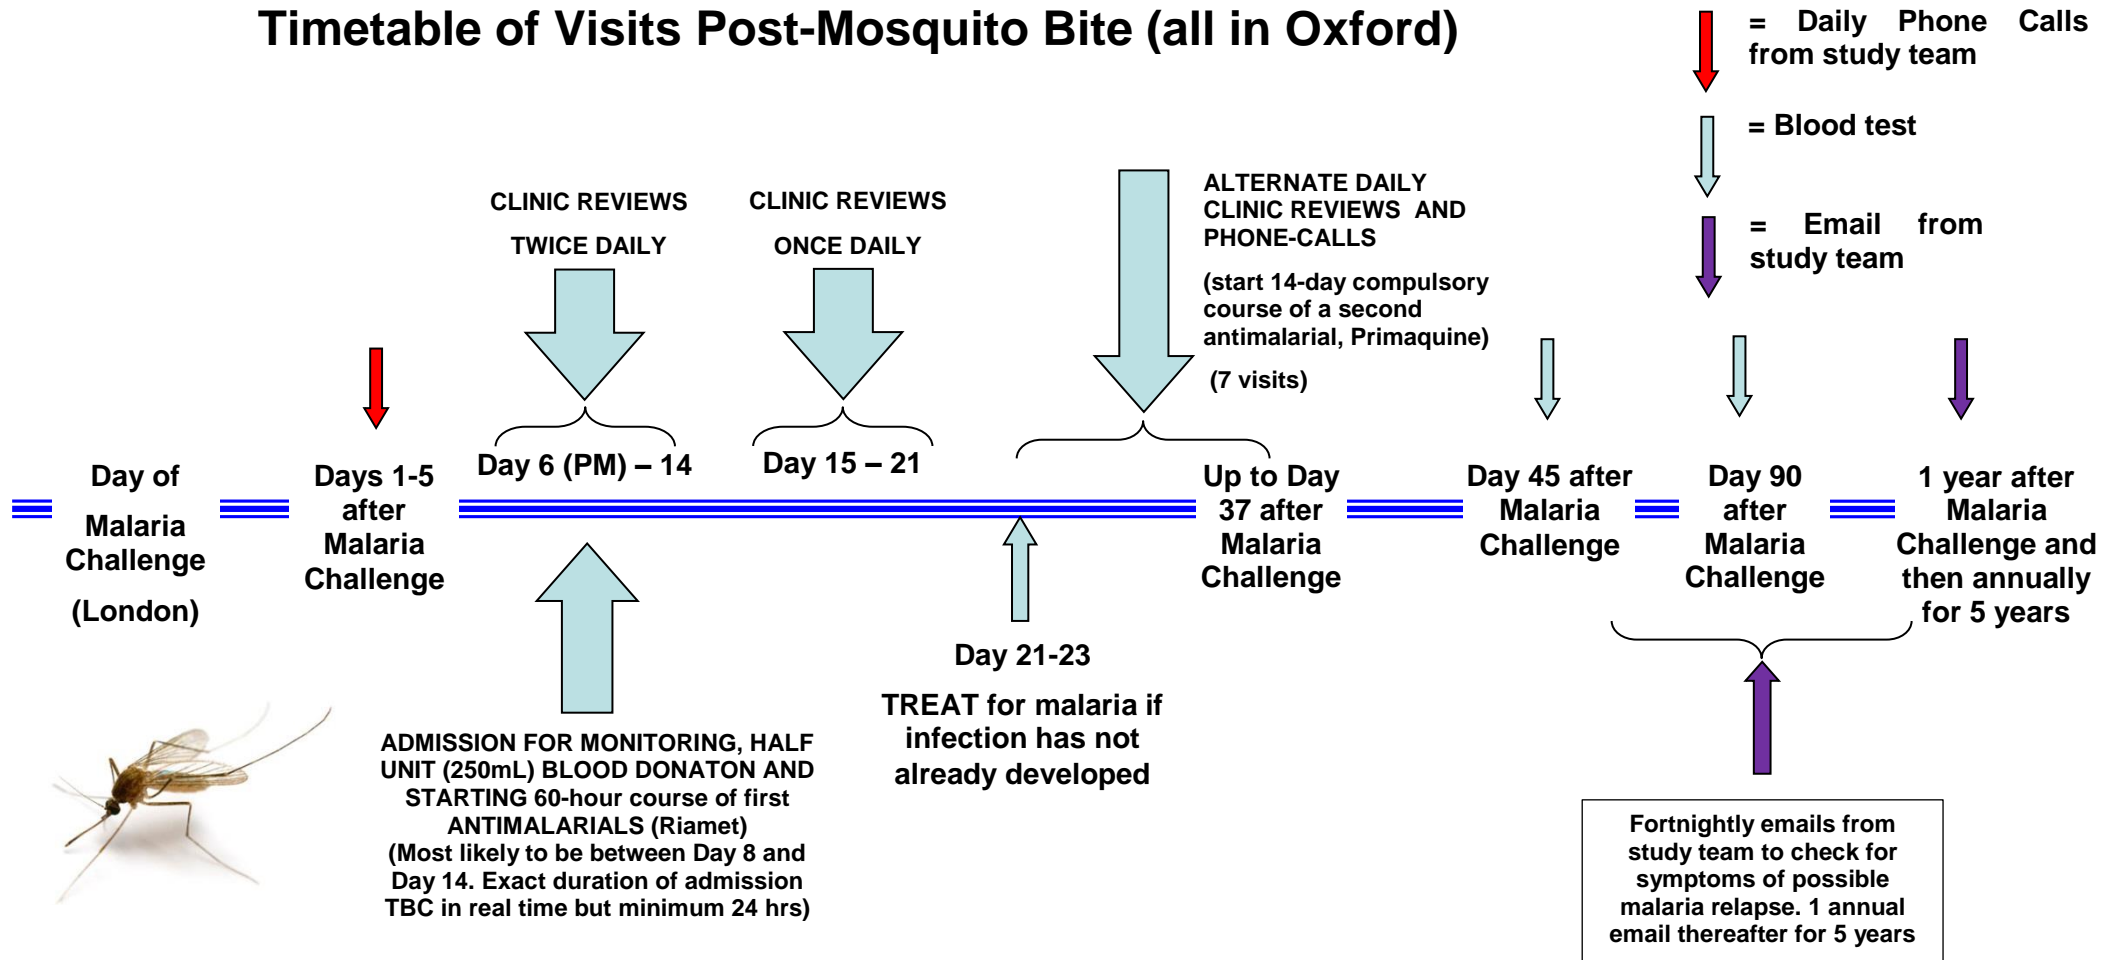 Timetable of Visits Post-Mosquito Bite (all in Oxford)
= Daily Phone Calls
from study team
= Blood test
= Email from
study team
CLINIC REVIEWS
TWICE DAILY
CLINIC REVIEWS
ONCE DAILY
ALTERNATE DAILY
CLINIC REVIEWS AND
PHONE-CALLS
(start 14-day compulsory
course of a second
antimalarial, Primaquine)
(7 visits)
Day of
Malaria
Challenge
(London)
Days 1-5
after
Malaria
Challenge
Day 6 (PM) – 14
Day 15 – 21
Up to Day
37 after
Malaria
Challenge
Day 45 after
Malaria
Challenge
Day 90
after
Malaria
Challenge
1 year after
Malaria
Challenge and
then annually
for 5 years
ADMISSION FOR MONITORING, HALF
UNIT (250mL) BLOOD DONATON AND
STARTING 60-hour course of first
ANTIMALARIALS (Riamet)
(Most likely to be between Day 8 and
Day 14. Exact duration of admission
TBC in real time but minimum 24 hrs)
Day 21-23
TREAT for malaria if
infection has not
already developed
Fortnightly emails from
study team to check for
symptoms of possible
malaria relapse. 1 annual
email thereafter for 5 years